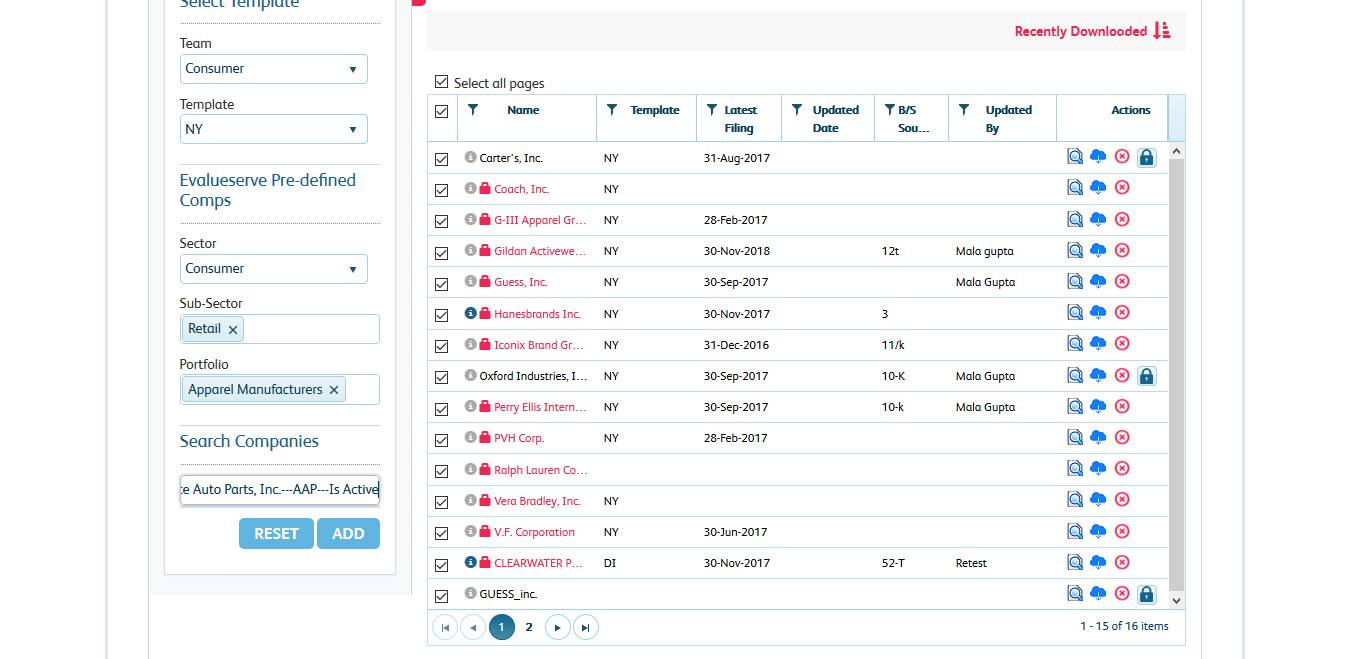 Select Template
Team
Consumer
Template
NY
Evalueserve Pre-defined
Comps
Sector
Consumer
Sub-Sector
Retail ×
Portfolio
Apparel Manufacturers ×
Search Companies
Auto Parts, Inc.---AAP---Is Active
RESET ADD
Recently Downloaded
Select all pages
Name Template Latest Filing Updated Date B/S Sou... Updated By Actions
Carter's, Inc. NY 31-Aug-2017
Coach, Inc. NY
G-III Apparel Gr... NY 28-Feb-2017
Gildan Activewe... NY 30-Nov-2018 12t Mala gupta
Guess, Inc. NY 30-Sep-2017 Mala Gupta
Hanesbrands Inc. NY 30-Nov-2017 3
Iconix Brand Gr... NY 31-Dec-2016 11/k
Oxford Industries, I... NY 30-Sep-2017 10-K Mala Gupta
Perry Ellis Intern... NY 30-Sep-2017 10-k Mala Gupta
PVH Corp. NY 28-Feb-2017
Ralph Lauren Co...
Vera Bradley, Inc. NY
V.F. Corporation NY 30-Jun-2017
CLEARWATER P... DI 30-Nov-2017 52-T Retest
GUESS_inc.
1 2
1 - 15 of 16 items